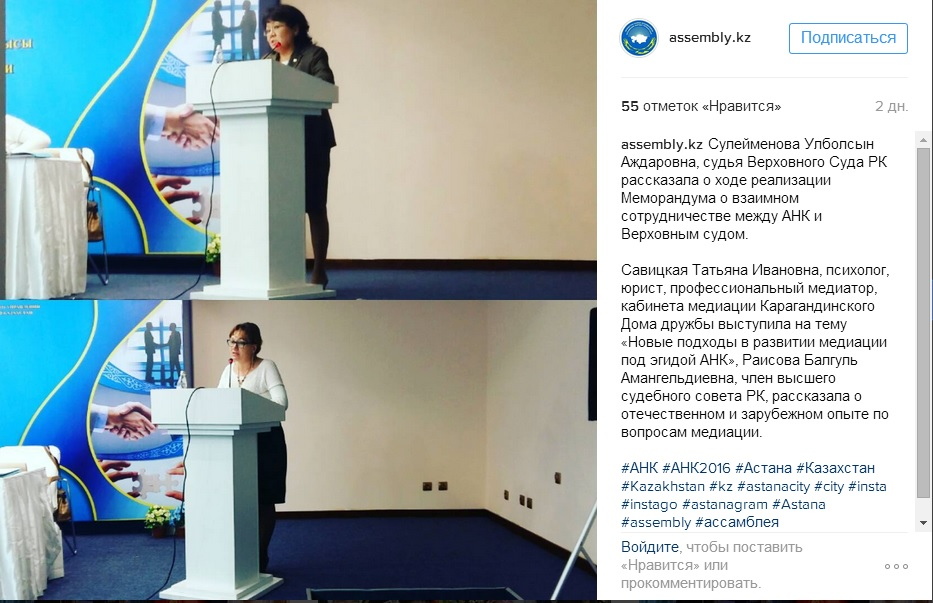 ысы
и
assembly.kz
Подписаться
55 отметок «Нравится»
2 дн.
assembly.kz Сулейменова Улболсын
Аждаровна, судья Верховного Суда РК
рассказала о ходе реализации
Меморандума о взаимном
сотрудничестве между АНК и
Верховным судом.
Савицкая Татьяна Ивановна, психолог,
юрист, профессиональный медиатор,
кабинета медиации Карагандинского
Дома дружбы выступила на тему
«Новые подходы в развитии медиации
под эгидой АНК», Раисова Балгуль
Амангельдиевна, член высшего
судебного совета РК, рассказала о
отечественном и зарубежном опыте по
вопросам медиации.
#АНК #АНК2016 #Астана #Казахстан
#Kazakhstan #kz #astanacity #city #insta
#instago #astanagram #Astana
#assembly #ассамблея
Войдите, чтобы поставить
«Нравится» или
прокомментировать.